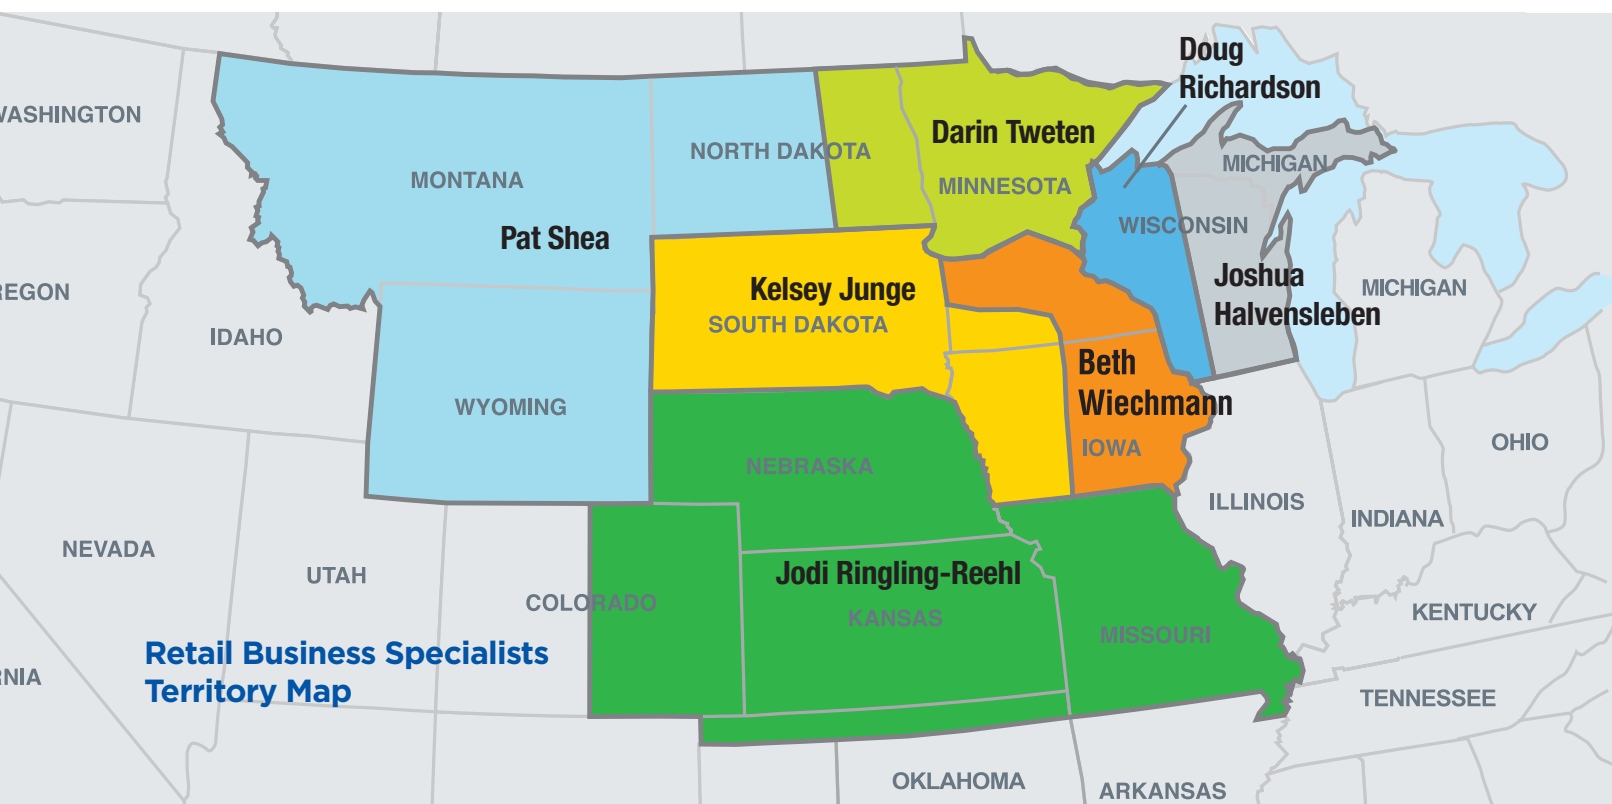 Doug
Richardson
WASHINGTON
Darin Tweten
NORTH DAKOTA
MICHIGAN
MONTANA
MINNESOTA
WISCONSIN
Pat Shea
Joshua
Halvensleben
Kelsey Junge
MICHIGAN
REGON
SOUTH DAKOTA
IDAHO
Beth
Wiechmann
WYOMING
IOWA
OHIO
NEBRASKA
ILLINOIS
INDIANA
NEVADA
UTAH
Jodi Ringling-Reehl
COLORADO
KANSAS
KENTUCKY
MISSOURI
Retail Business Specialists
Territory Map
RNIA
TENNESSEE
OKLAHOMA
ARKANSAS